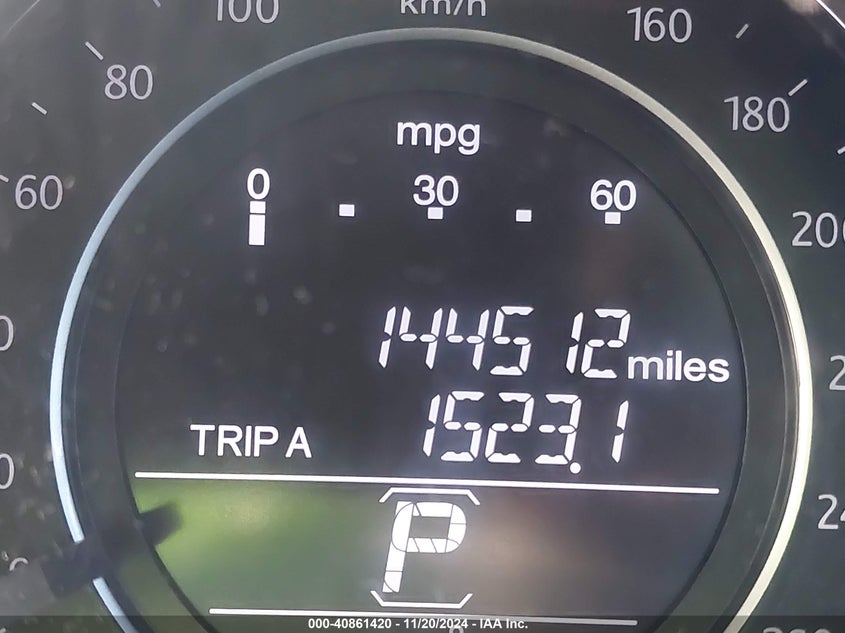 100 km/h 160
80 180
mpg
60 0 30 60 200
144512 miles
TRIP A 1523.1
P
000-40861420 - 11/20/2024 - IAA Inc.